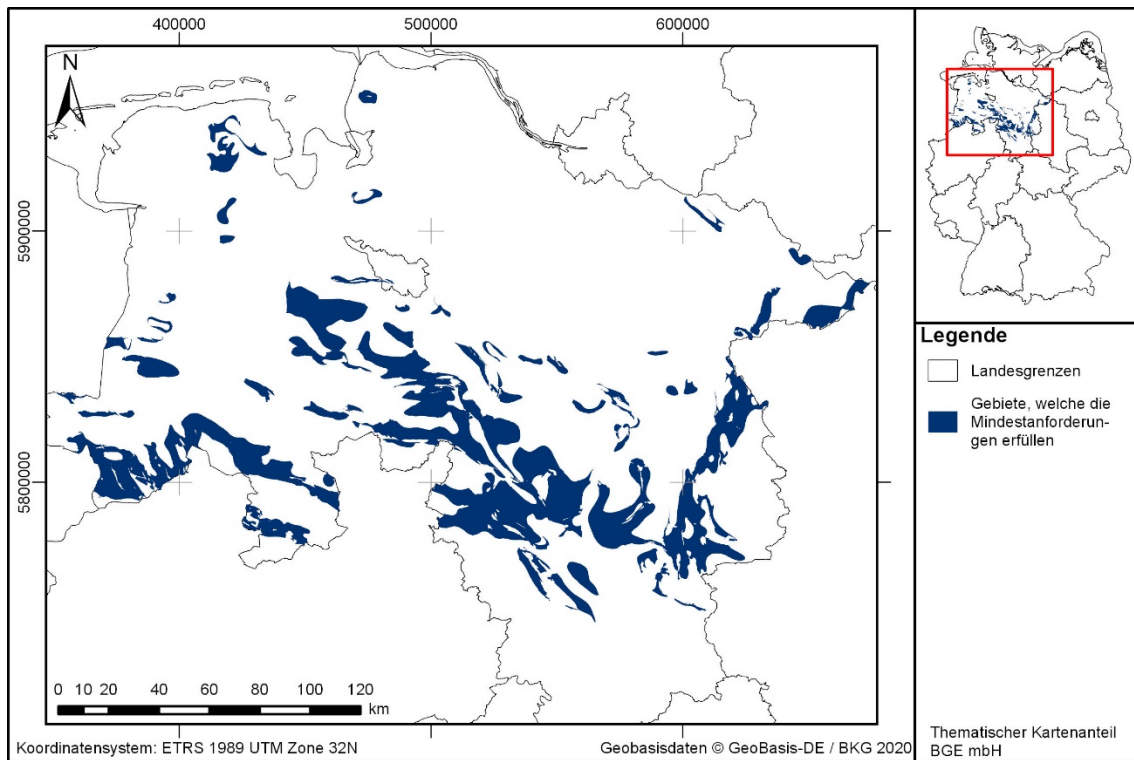 400000
500000
600000
N
5900000
5800000
0 10 20 40 60 80 100 120
km
Koordinatensystem: ETRS 1989 UTM Zone 32N
Geobasisdaten © GeoBasis-DE / BKG 2020
Legende
Landesgrenzen
Gebiete, welche die
Mindestanforderun-
gen erfüllen
Thematischer Kartenanteil
BGE mbH